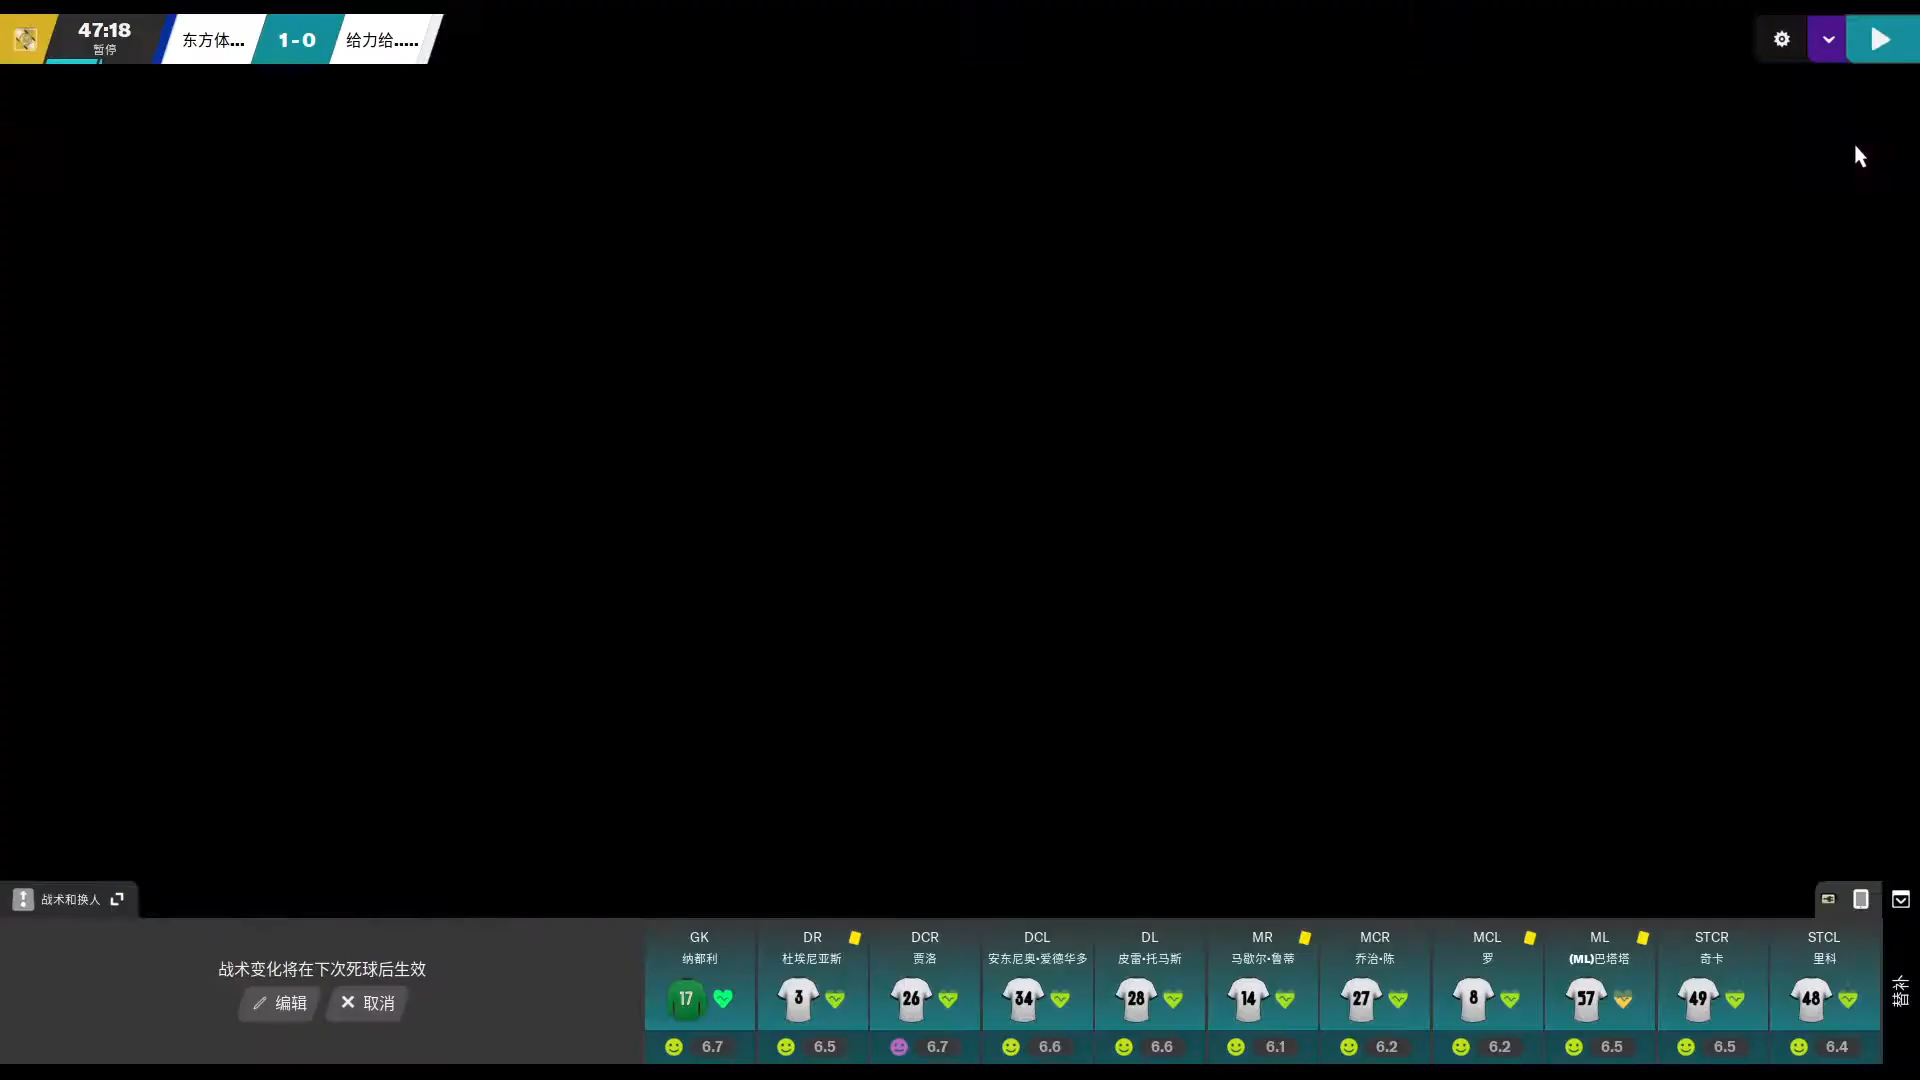 47:18
暂停
东方体...
1-0
给力给.....
战术和换人
战术变化将在下次死球后生效
编辑
取消
GK
纳都利
17
6.7
DR
杜埃尼亚斯
3
6.5
DCR
贾洛
26
6.7
DCL
安东尼奥•爱德华多
34
6.6
DL
皮雷•托马斯
28
6.6
MR
马歇尔•鲁蒂
14
6.1
MCR
乔治•陈
27
6.2
MCL
罗
8
6.2
ML
(ML)巴塔塔
57
6.5
STCR
奇卡
49
6.5
STCL
里科
48
6.4
替补